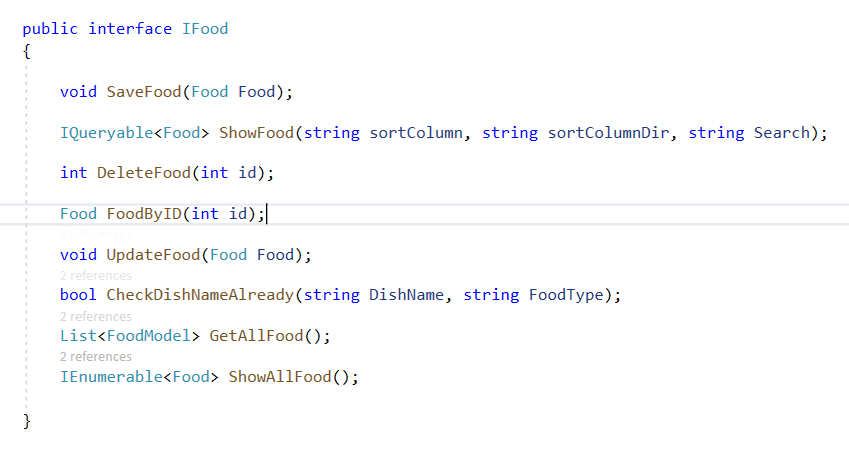 public interface IFood
{
void SaveFood(Food Food);
IQueryable<Food> ShowFood(string sortColumn, string sortColumnDir, string Search);
int DeleteFood(int id);
Food FoodByID(int id);
3 references
void UpdateFood(Food Food);
2 references
bool CheckDishNameAlready(string DishName, string FoodType);
2 references
List<FoodModel> GetAllFood();
2 references
IEnumerable<Food> ShowAllFood();
}